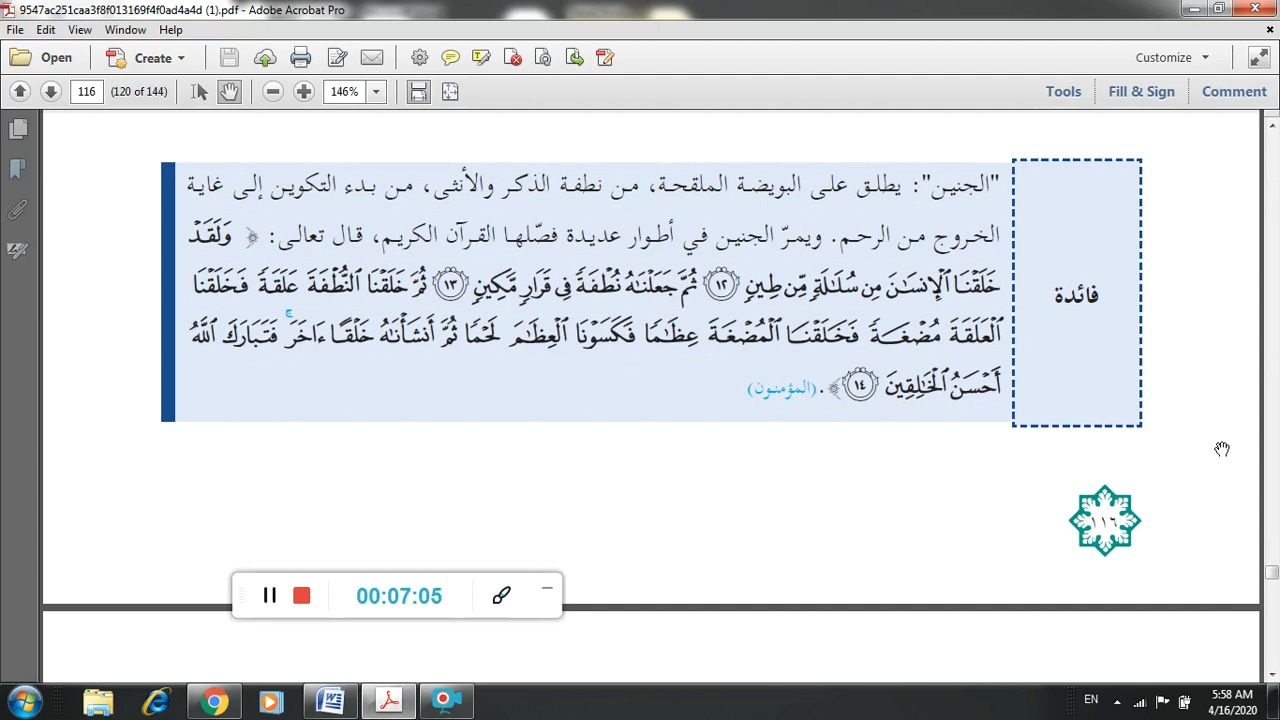 9547ac251caa3f8f013169f4f0ad4a4d (1).pdf - Adobe Acrobat Pro
File Edit View Window Help
Open Create Customize
116 (120 of 144) 146% Tools Fill & Sign Comment
"الجنين": يطلق على البويضة الملقحة، من نطفة الذكر والأنثى، من بدء التكوين إلى غاية
الخروج من الرحم. ويمرّ الجنين في أطوار عديدة فصّلها القرآن الكريم، قال تعالى: ﴿ وَلَقَدْ
خَلَقْنَا ٱلْإِنسَٰنَ مِن سُلَٰلَةٍ مِّن طِينٍ ١٢ ثُمَّ جَعَلْنَٰهُ نُطْفَةً فِى قَرَارٍ مَّكِينٍ ١٣ ثُمَّ خَلَقْنَا ٱلنُّطْفَةَ عَلَقَةً فَخَلَقْنَا
فائدة
ٱلْعَلَقَةَ مُضْغَةً فَخَلَقْنَا ٱلْمُضْغَةَ عِظَٰمًا فَكَسَوْنَا ٱلْعِظَٰمَ لَحْمًا ثُمَّ أَنشَأْنَٰهُ خَلْقًا ءَاخَرَ ۚ فَتَبَارَكَ ٱللَّهُ
أَحْسَنُ ٱلْخَٰلِقِينَ ١٤ ﴾. (المؤمنون)
١١٦
00:07:05
EN 5:58 AM
4/16/2020